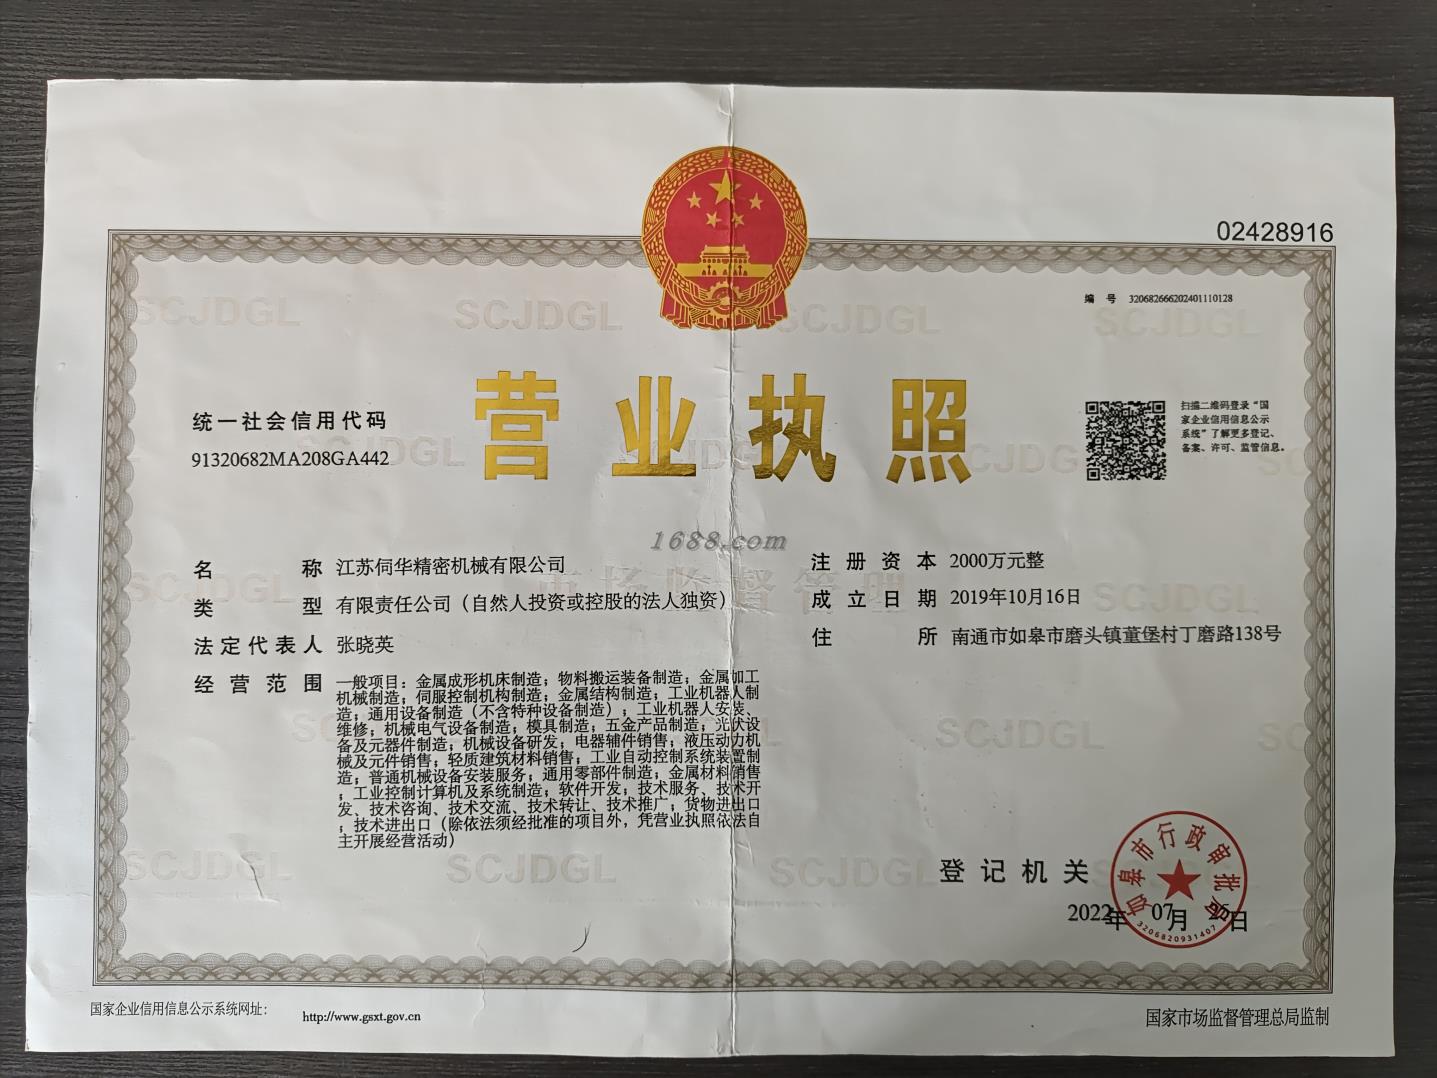 02428916
编 号 320682666202401110128
营业执照
统一社会信用代码
91320682MA208GA442
扫描二维码登录“国
家企业信用信息公示
系统”了解更多登记、
备案、许可、监管信息。
1688.com
名 称 江苏伺华精密机械有限公司
类 型 有限责任公司（自然人投资或控股的法人独资）
法定代表人 张晓英
经营范围 一般项目：金属成形机床制造；物料搬运装备制造；金属加工
机械制造；伺服控制机构制造；金属结构制造；工业机器人制
造；通用设备制造（不含特种设备制造）；工业机器人安装、
维修；机械电气设备制造；模具制造；五金产品制造；光伏设
备及元器件制造；机械设备研发；电器辅件销售；液压动力机
械及元件销售；轻质建筑材料销售；工业自动控制系统装置制
造；普通机械设备安装服务；通用零部件制造；金属材料销售
；工业控制计算机及系统制造；软件开发；技术服务、技术开
发、技术咨询、技术交流、技术转让、技术推广；货物进出口
；技术进出口（除依法须经批准的项目外，凭营业执照依法自
主开展经营活动）
注册资本 2000万元整
成立日期 2019年10月16日
住 所 南通市如皋市磨头镇董堡村丁磨路138号
市场监督管理
SCJDGL
登记机关
如皋市行政审批局
3206820931407
2022年 07月 25日
国家企业信用信息公示系统网址： http://www.gsxt.gov.cn
国家市场监督管理总局监制